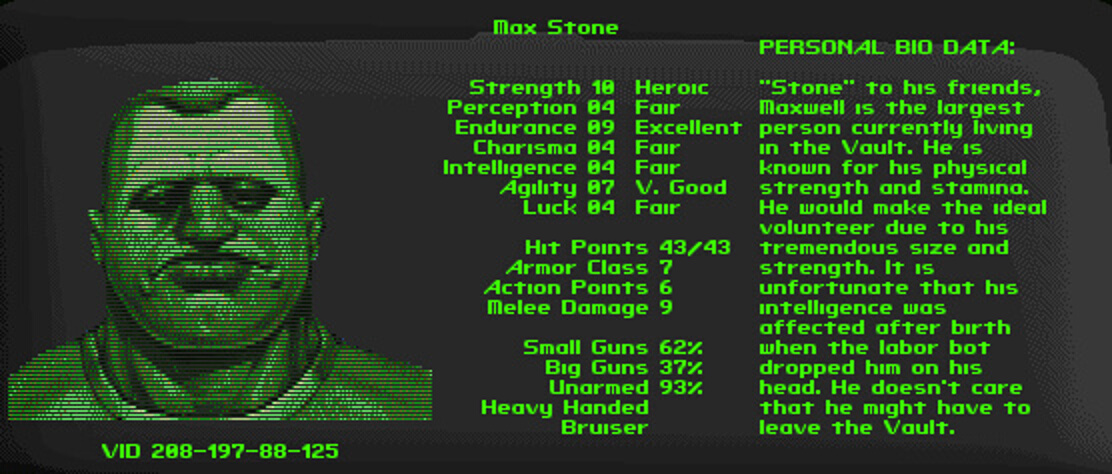 Max Stone
Strength 10 Heroic
Perception 04 Fair
Endurance 09 Excellent
Charisma 04 Fair
Intelligence 04 Fair
Agility 07 V. Good
Luck 04 Fair
Hit Points 43/43
Armor Class 7
Action Points 6
Melee Damage 9
Small Guns 62%
Big Guns 37%
Unarmed 93%
Heavy Handed
Bruiser
PERSONAL BIO DATA:
"Stone" to his friends,
Maxwell is the largest
person currently living
in the Vault. He is
known for his physical
strength and stamina.
He would make the ideal
volunteer due to his
tremendous size and
strength. It is
unfortunate that his
intelligence was
affected after birth
when the labor bot
dropped him on his
head. He doesn't care
that he might have to
leave the Vault.
VID 208-197-88-125